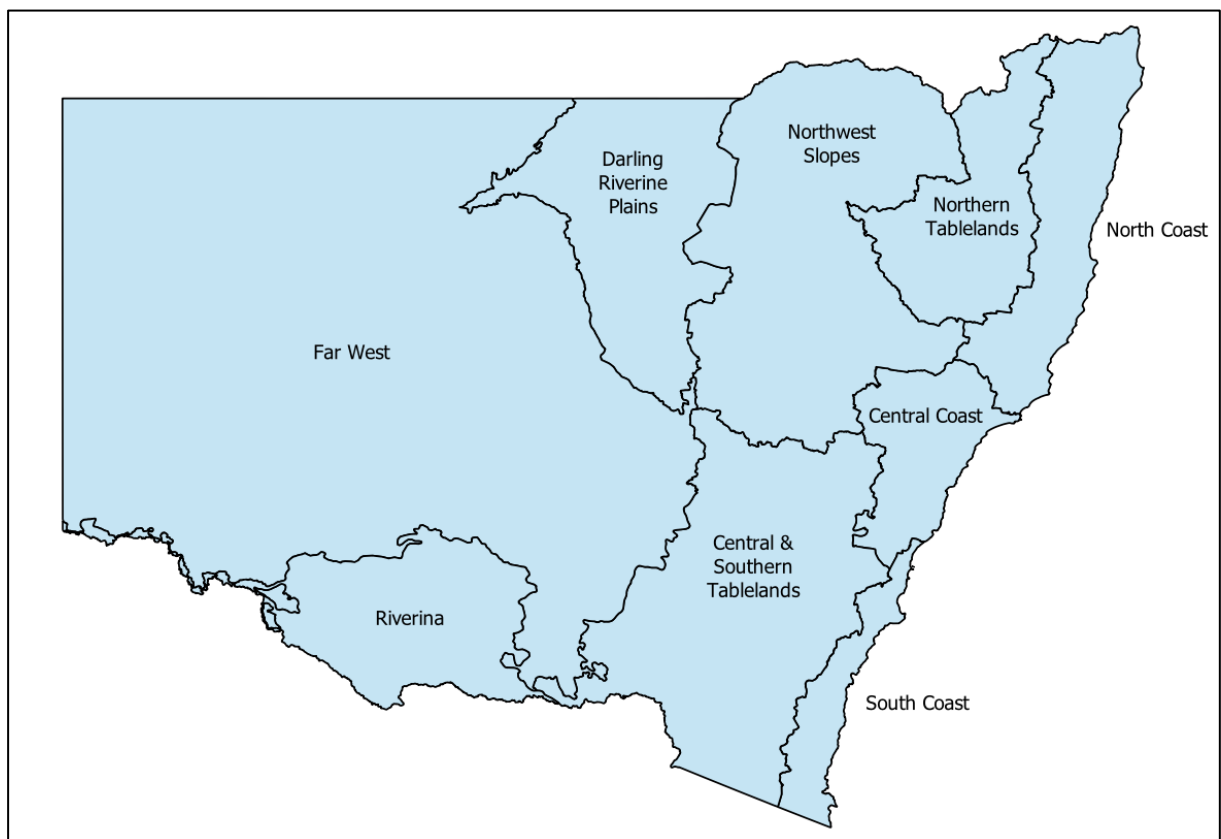 Northwest
Slopes
Darling
Riverine
Plains
Northern
Tablelands
North Coast
Far West
Central Coast
Central &
Southern
Tablelands
Riverina
South Coast